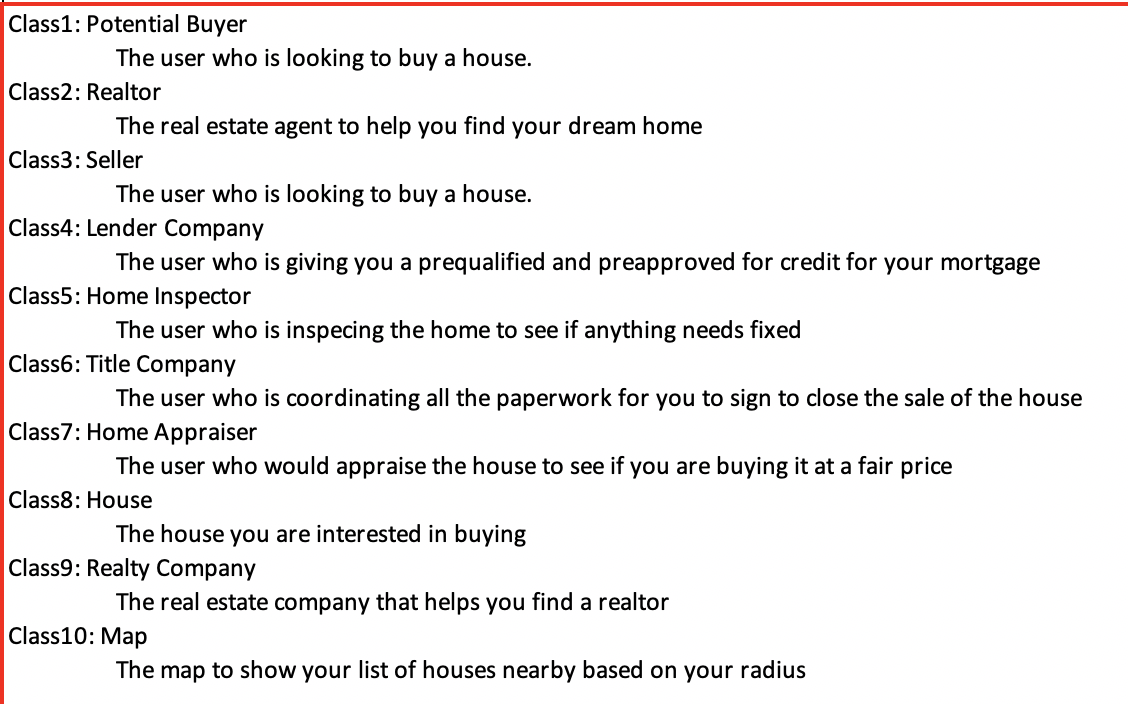 Class1: Potential Buyer
The user who is looking to buy a house.
Class2: Realtor
The real estate agent to help you find your dream home
Class3: Seller
The user who is looking to buy a house.
Class4: Lender Company
The user who is giving you a prequalified and preapproved for credit for your mortgage
Class5: Home Inspector
The user who is inspecing the home to see if anything needs fixed
Class6: Title Company
The user who is coordinating all the paperwork for you to sign to close the sale of the house
Class7: Home Appraiser
The user who would appraise the house to see if you are buying it at a fair price
Class8: House
The house you are interested in buying
Class9: Realty Company
The real estate company that helps you find a realtor
Class10: Map
The map to show your list of houses nearby based on your radius